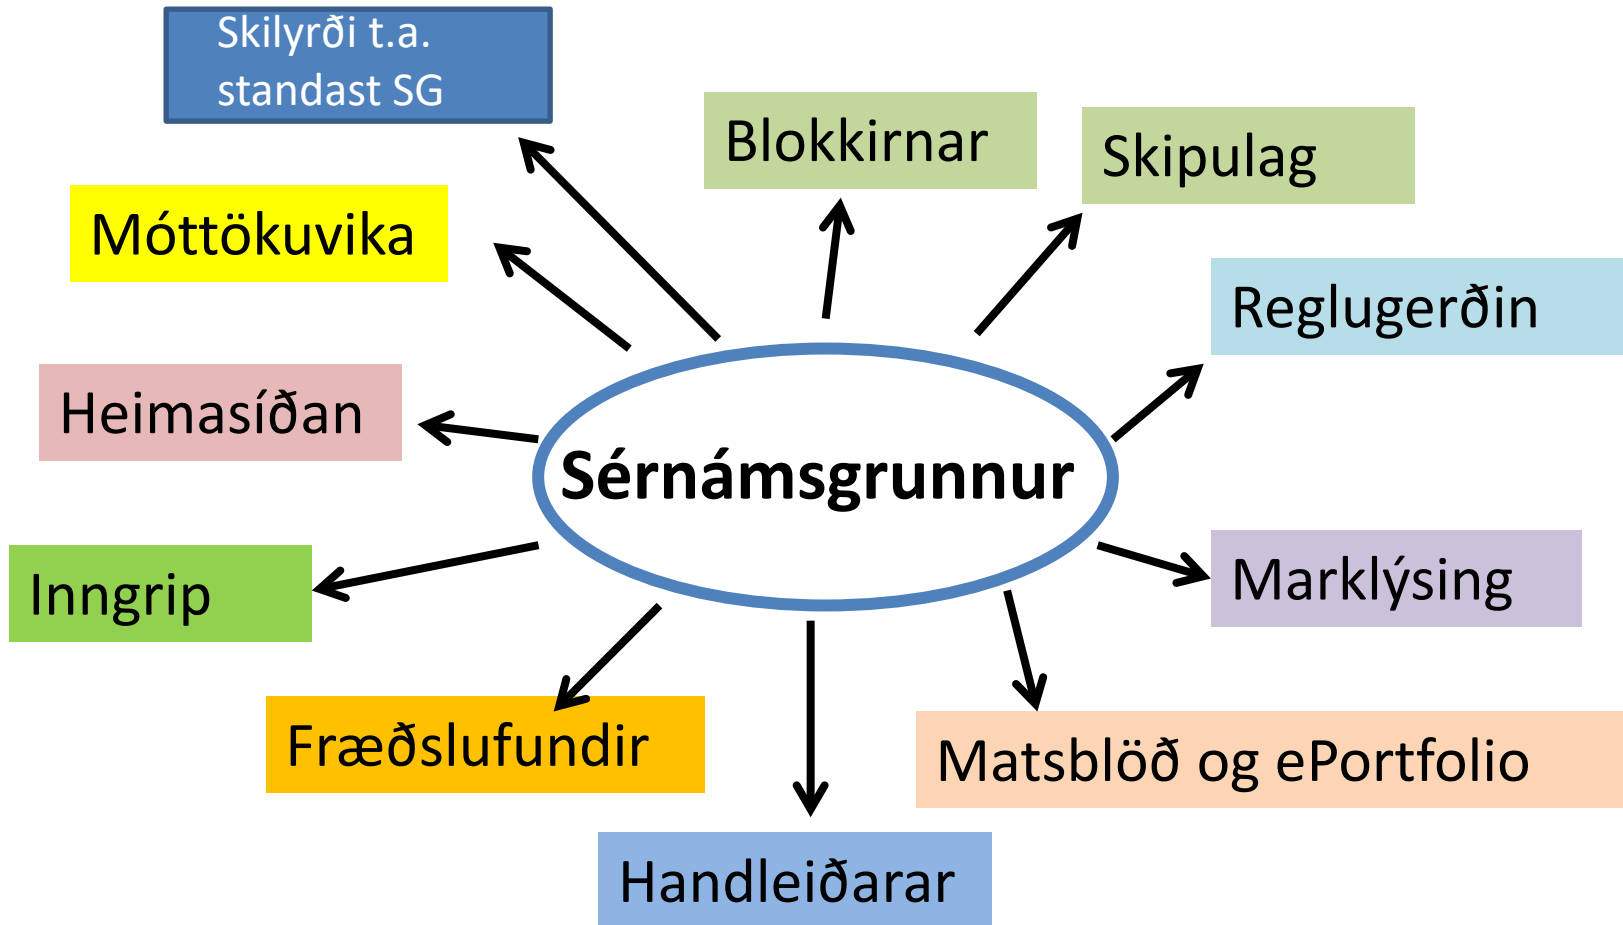 Skilyrði t.a.
standast SG
Blokkirnar
Skipulag
Móttökuvika
Reglugerðin
Heimasíðan
Sérnámsgrunnur
Inngrip
Marklýsing
Fræðslufundir
Matsblöð og ePortfolio
Handleiðarar